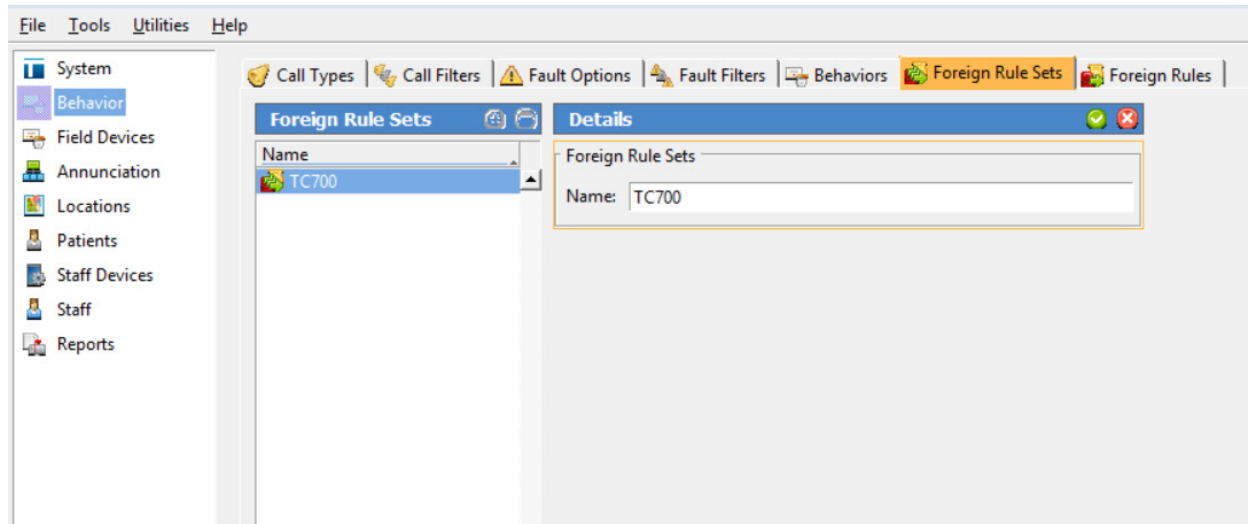 File Tools Utilities Help
System
Behavior
Field Devices
Annunciation
Locations
Patients
Staff Devices
Staff
Reports
Call Types Call Filters Fault Options Fault Filters Behaviors Foreign Rule Sets Foreign Rules
Foreign Rule Sets
Name
TC700
Details
Foreign Rule Sets
Name: TC700